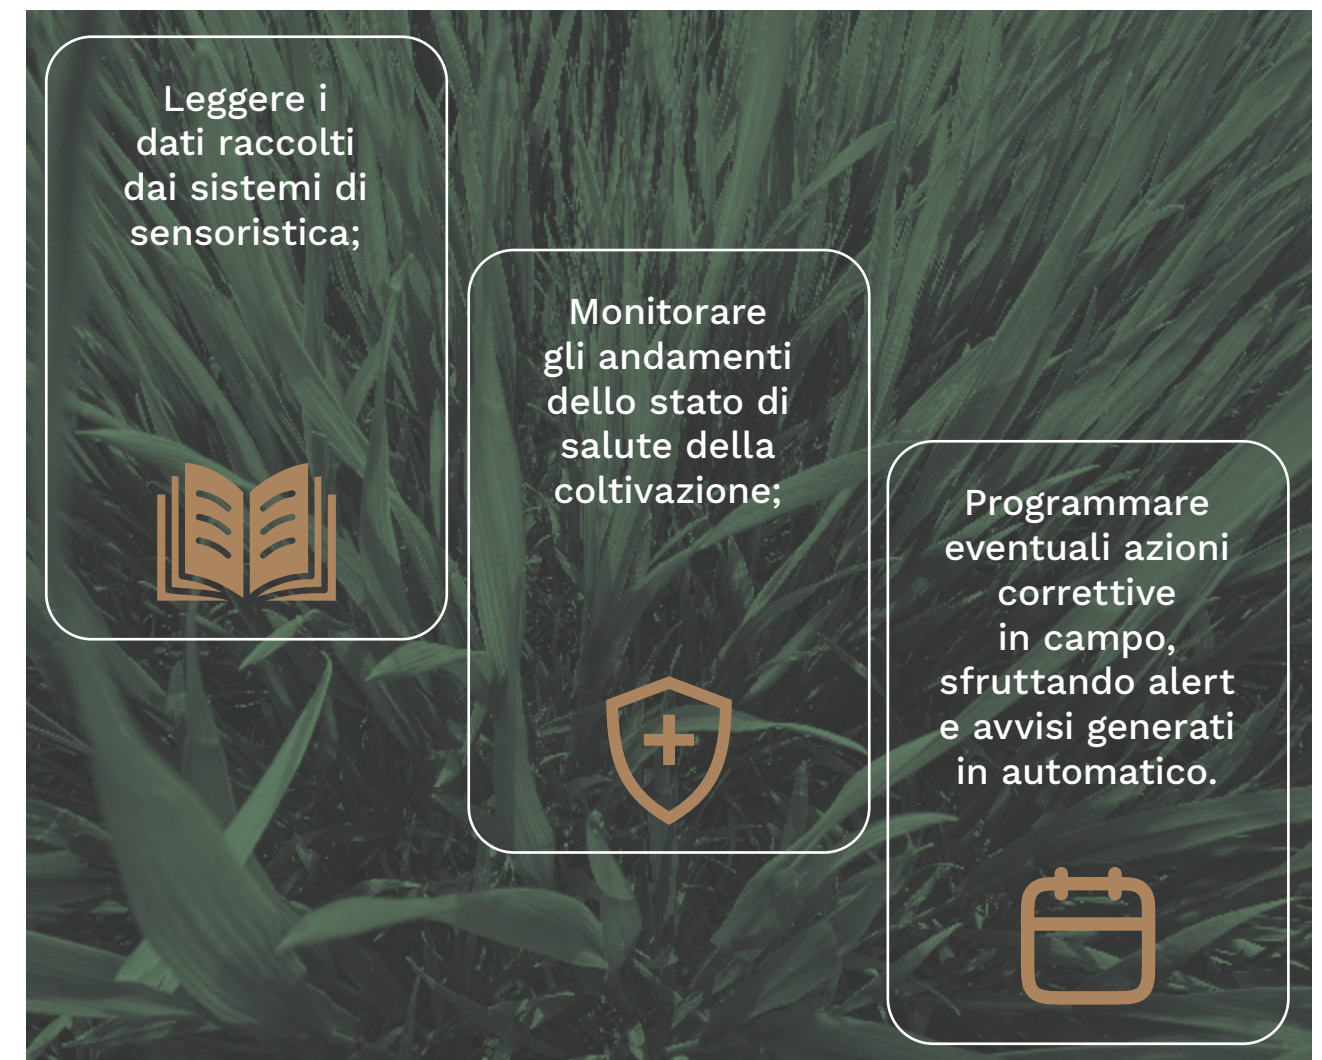 Leggere i
dati raccolti
dai sistemi di
sensoristica;
Monitorare
gli andamenti
dello stato di
salute della
coltivazione;
Programmare
eventuali azioni
correttive
in campo,
sfruttando alert
e avvisi generati
in automatico.